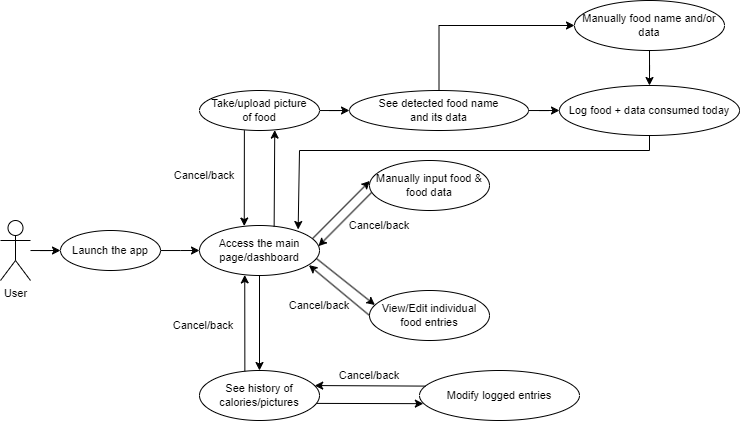 Manually food name and/or
data
Take/upload picture
of food
See detected food name
and its data
Log food + data consumed today
Cancel/back
Manually input food &
food data
Cancel/back
Launch the app
Access the main
page/dashboard
User
Cancel/back
View/Edit individual
food entries
Cancel/back
Cancel/back
See history of
calories/pictures
Modify logged entries